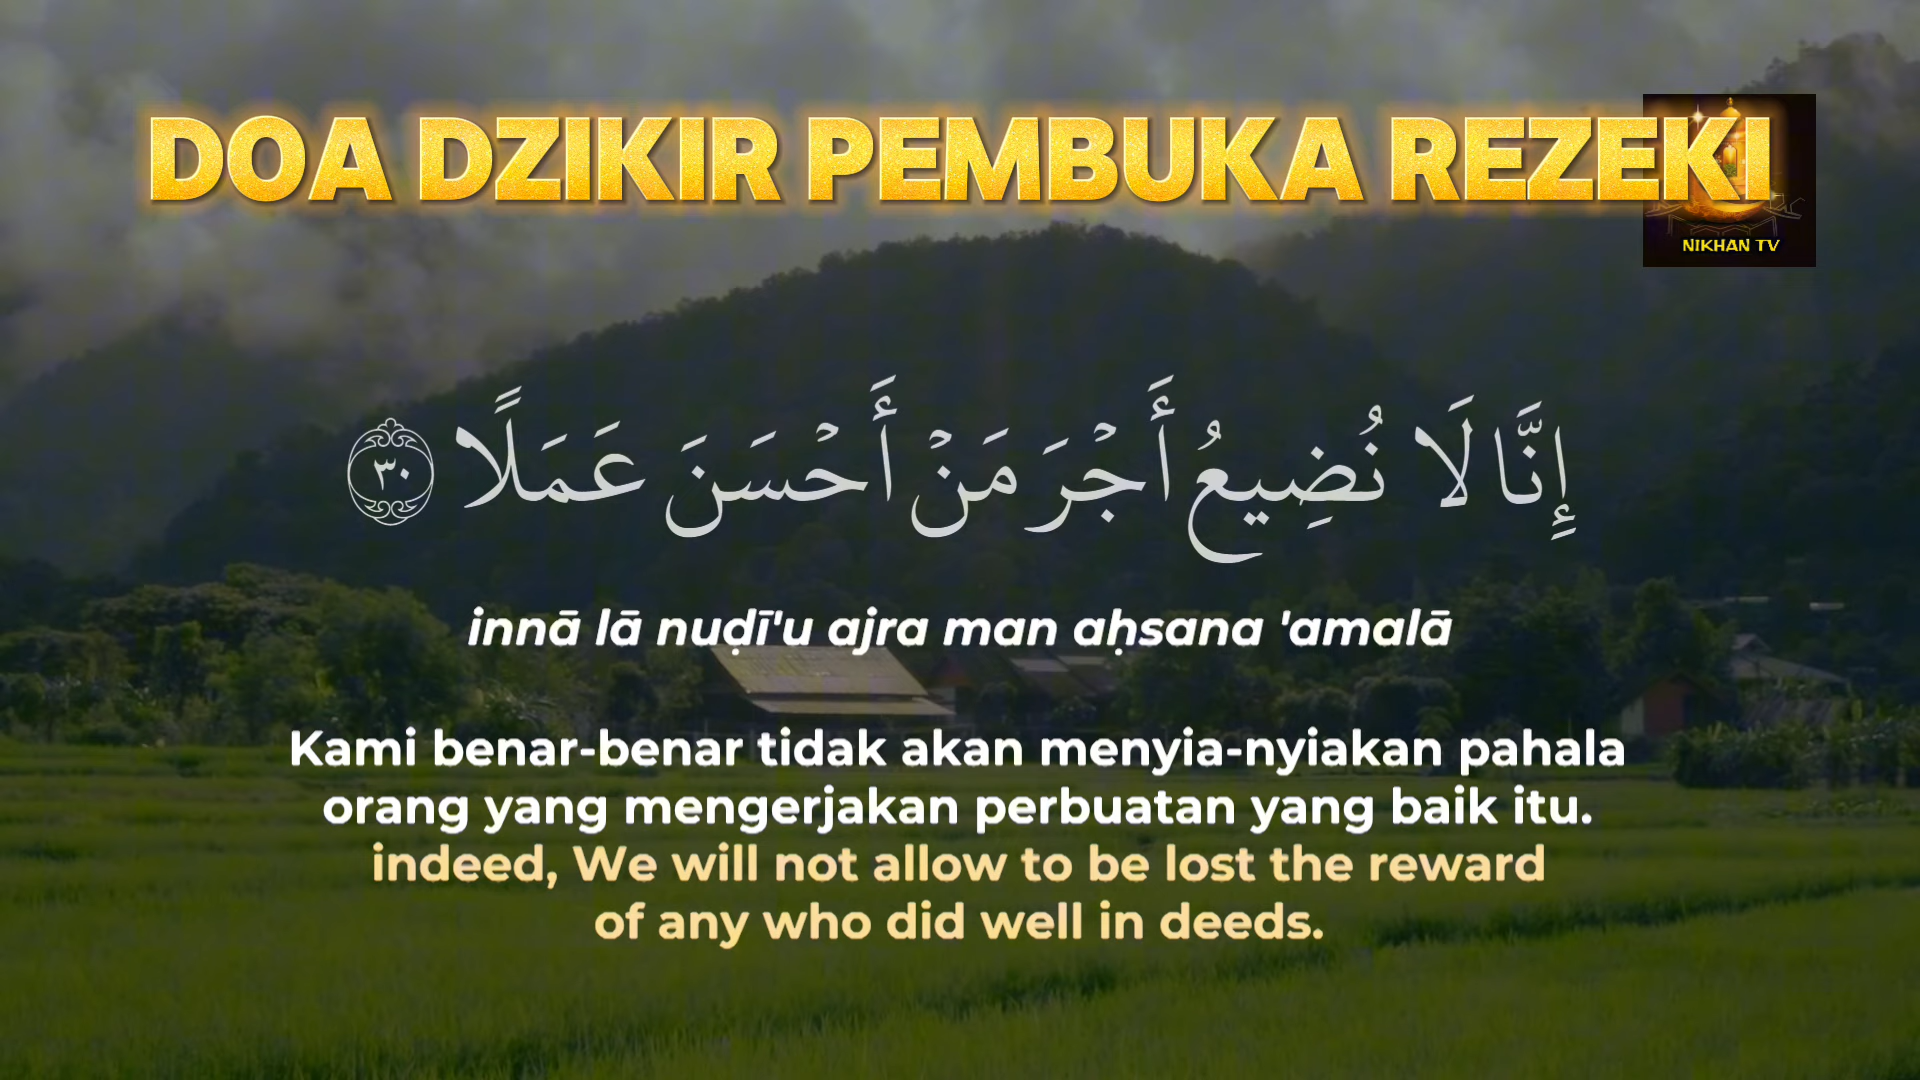 DOA DZIKIR PEMBUKA REZEKI
NIKHAN TV
إِنَّا لَا نُضِيعُ أَجْرَ مَنْ أَحْسَنَ عَمَلًا ٣٠
innā lā nuḍī'u ajra man aḥsana 'amalā
Kami benar-benar tidak akan menyia-nyiakan pahala
orang yang mengerjakan perbuatan yang baik itu.
indeed, We will not allow to be lost the reward
of any who did well in deeds.